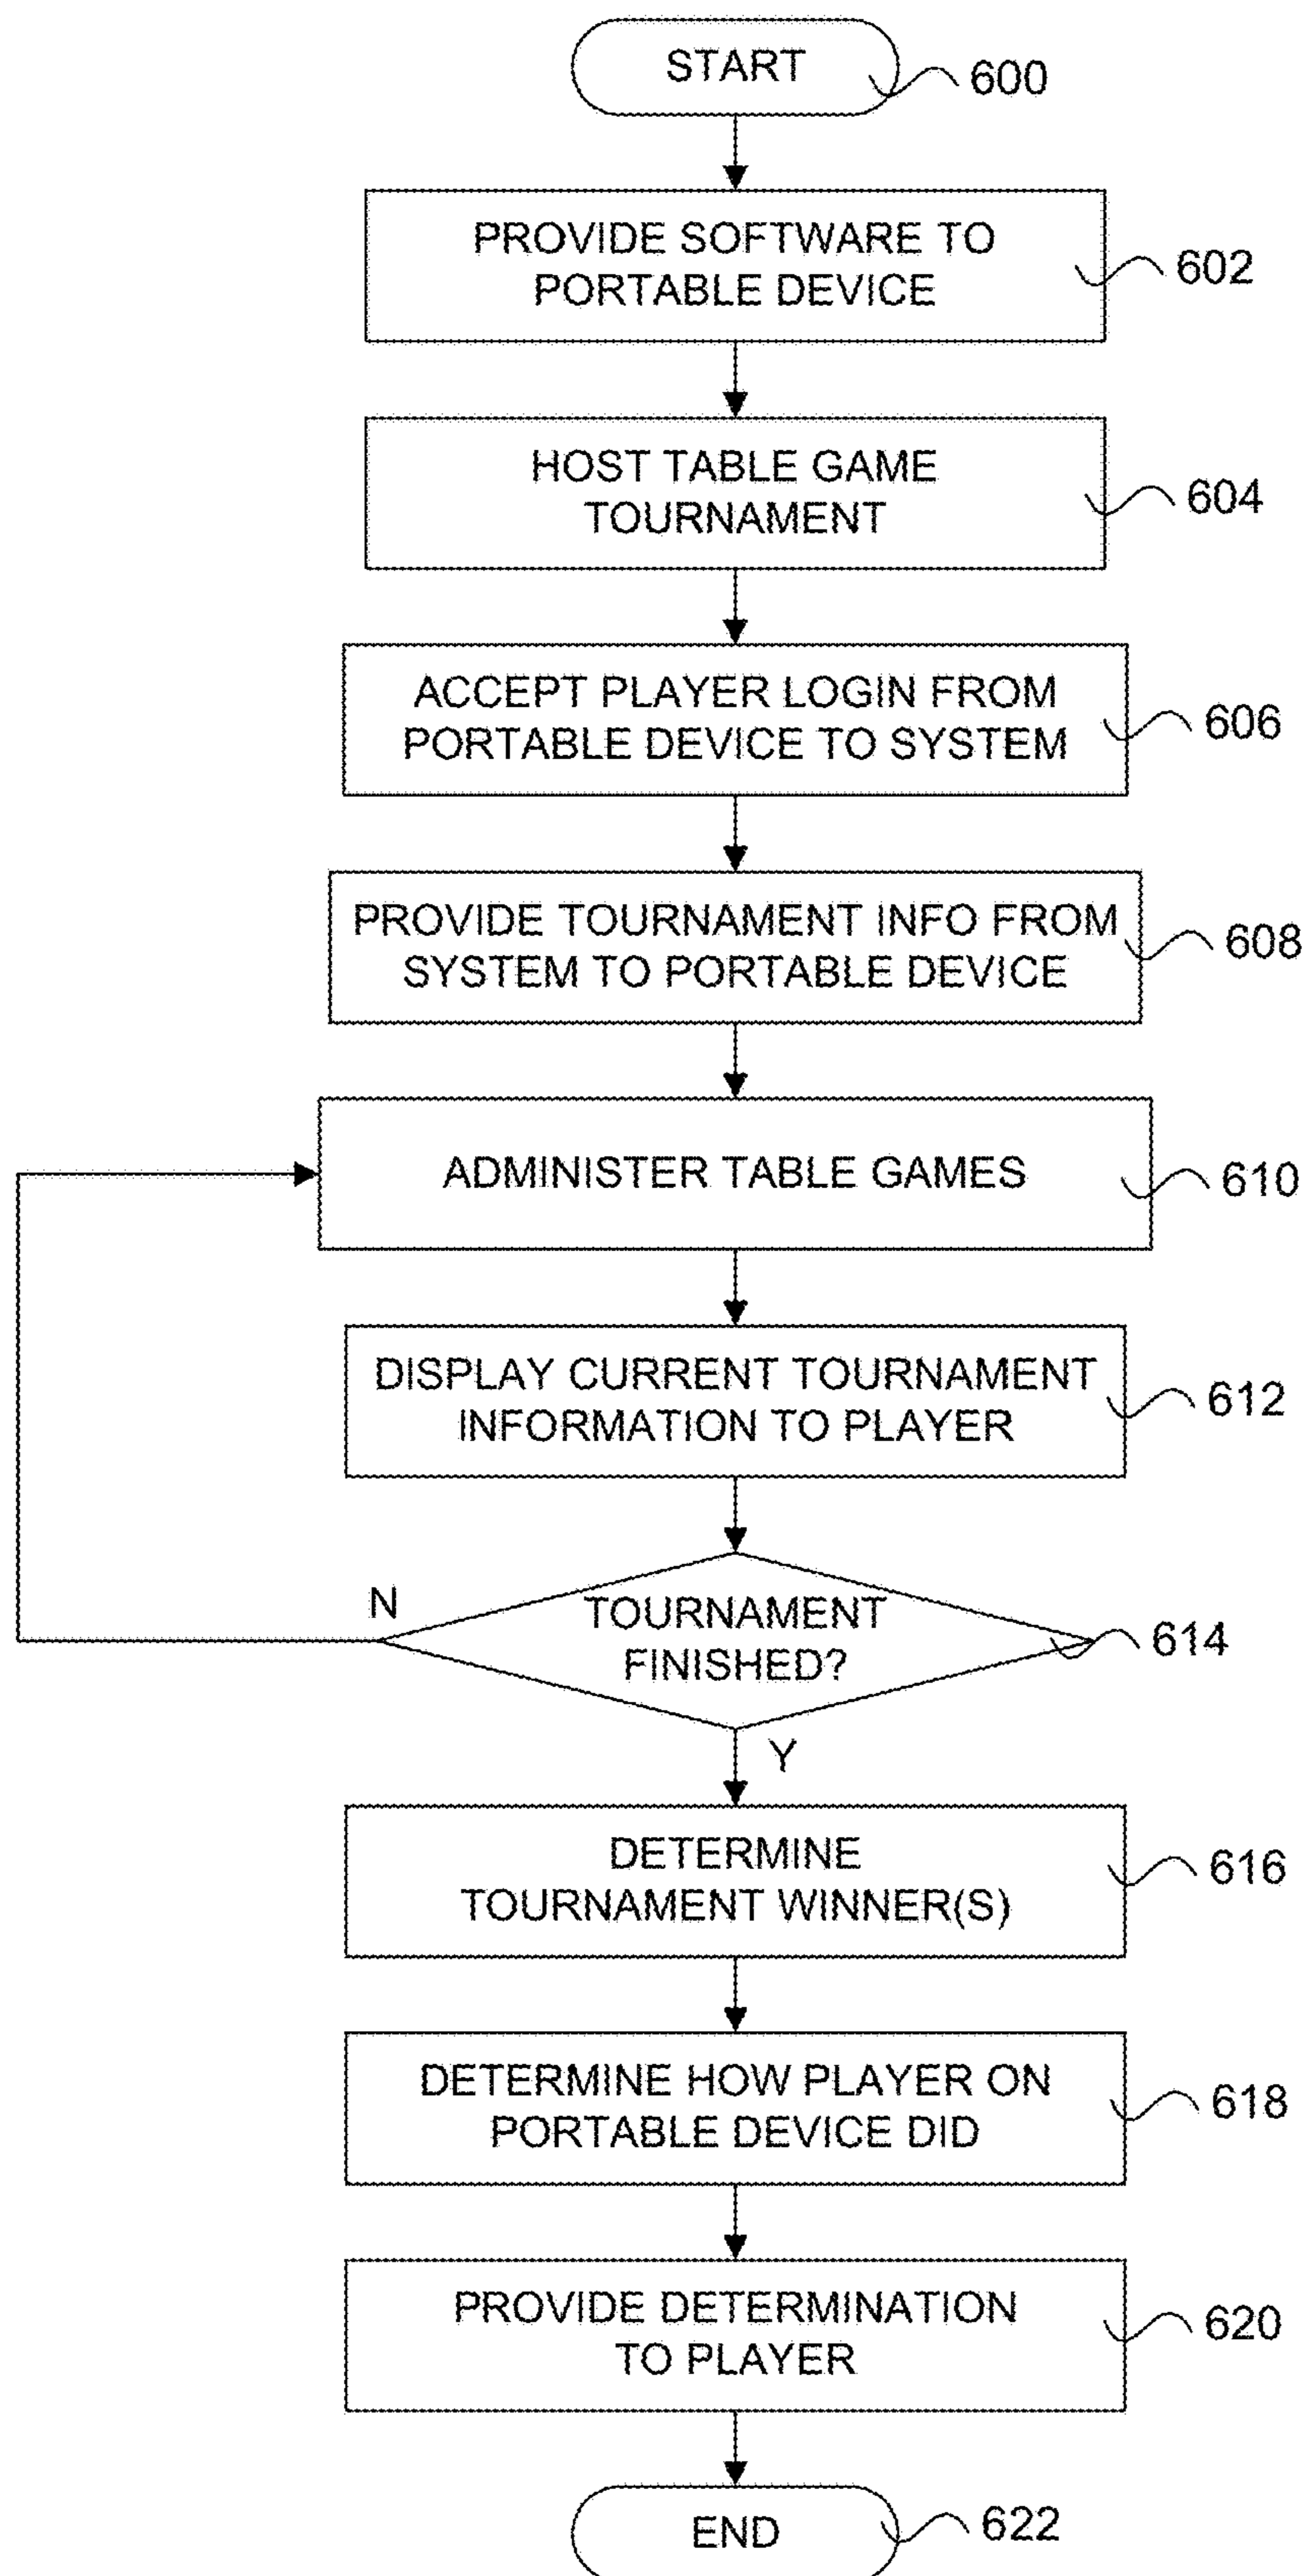 START
600
PROVIDE SOFTWARE TO
PORTABLE DEVICE
602
HOST TABLE GAME
TOURNAMENT
604
ACCEPT PLAYER LOGIN FROM
PORTABLE DEVICE TO SYSTEM
606
PROVIDE TOURNAMENT INFO FROM
SYSTEM TO PORTABLE DEVICE
608
ADMINISTER TABLE GAMES
610
DISPLAY CURRENT TOURNAMENT
INFORMATION TO PLAYER
612
N
TOURNAMENT
FINISHED?
614
Y
DETERMINE
TOURNAMENT WINNER(S)
616
DETERMINE HOW PLAYER ON
PORTABLE DEVICE DID
618
PROVIDE DETERMINATION
TO PLAYER
620
END
622